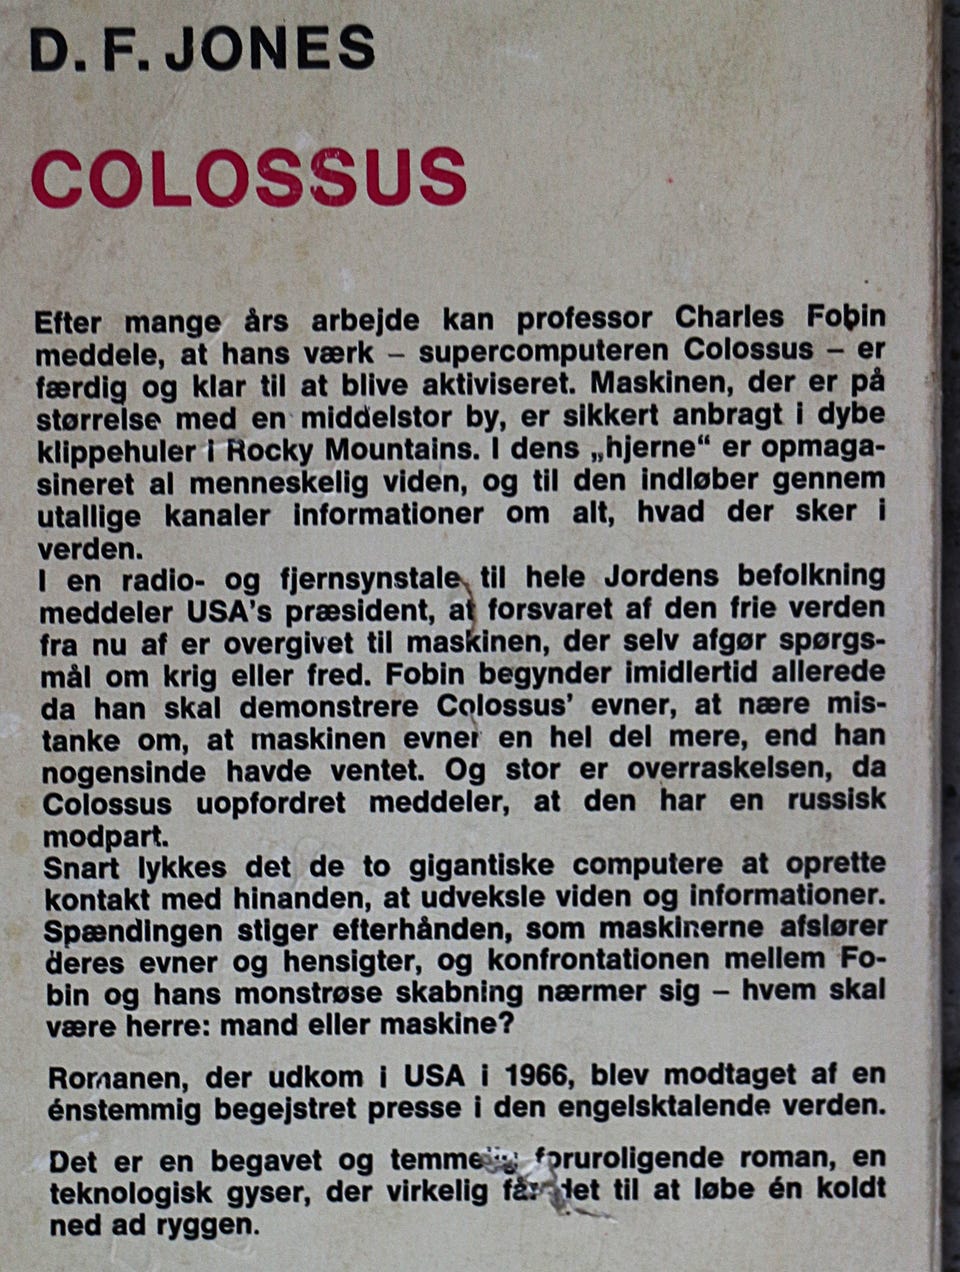 D. F. JONES
COLOSSUS
Efter mange års arbejde kan professor Charles Fobin
meddele, at hans værk – supercomputeren Colossus – er
færdig og klar til at blive aktiviseret. Maskinen, der er på
størrelse med en middelstor by, er sikkert anbragt i dybe
klippehuler i Rocky Mountains. I dens „hjerne“ er opmaga-
sineret al menneskelig viden, og til den indløber gennem
utallige kanaler informationer om alt, hvad der sker i
verden.
I en radio- og fjernsynstale til hele Jordens befolkning
meddeler USA's præsident, at forsvaret af den frie verden
fra nu af er overgivet til maskinen, der selv afgør spørgs-
mål om krig eller fred. Fobin begynder imidlertid allerede
da han skal demonstrere Colossus' evner, at nære mis-
tanke om, at maskinen evner en hel del mere, end han
nogensinde havde ventet. Og stor er overraskelsen, da
Colossus uopfordret meddeler, at den har en russisk
modpart.
Snart lykkes det de to gigantiske computere at oprette
kontakt med hinanden, at udveksle viden og informationer.
Spændingen stiger efterhånden, som maskinerne afslører
deres evner og hensigter, og konfrontationen mellem Fo-
bin og hans monstrøse skabning nærmer sig – hvem skal
være herre: mand eller maskine?
Romanen, der udkom i USA i 1966, blev modtaget af en
énstemmig begejstret presse i den engelsktalende verden.
Det er en begavet og temmelig foruroligende roman, en
teknologisk gyser, der virkelig får det til at løbe én koldt
ned ad ryggen.